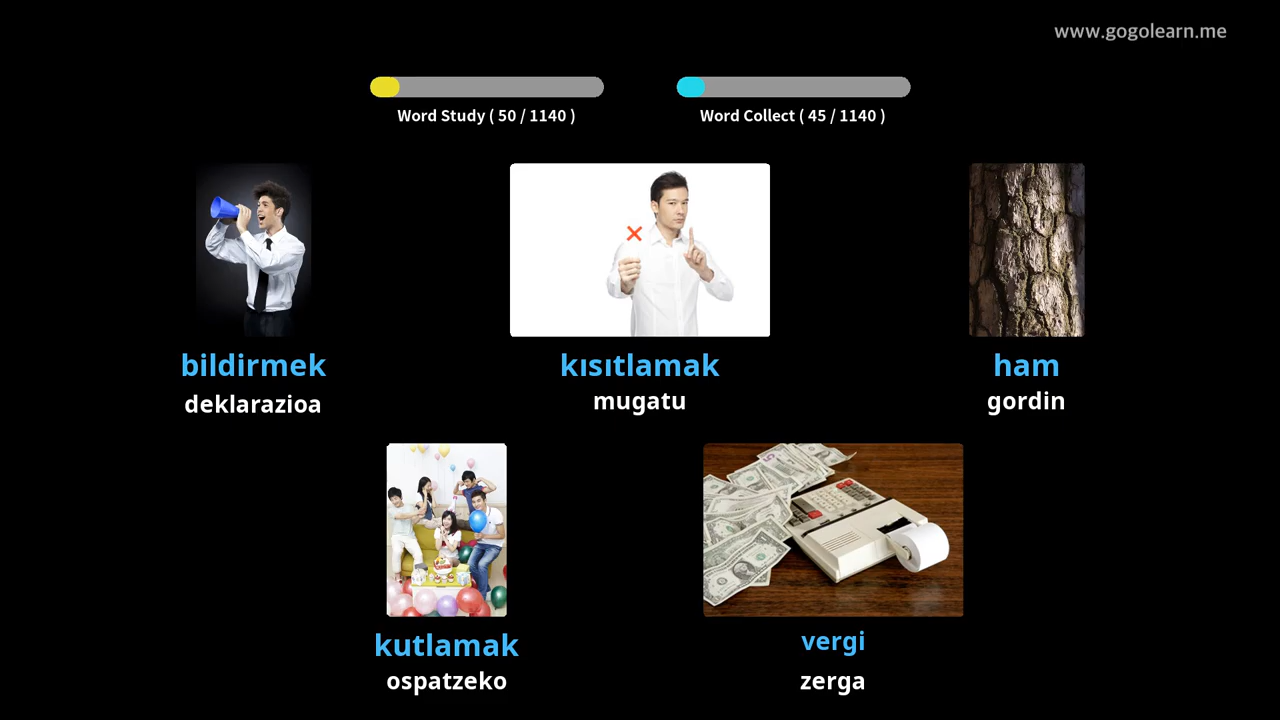 www.gogolearn.me
Word Study ( 50 / 1140 )
Word Collect ( 45 / 1140 )
bildirmek
deklarazioa
kısıtlamak
mugatu
ham
gordin
kutlamak
ospatzeko
vergi
zerga